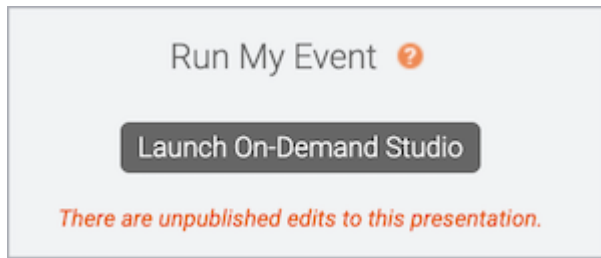 Run My Event ?
Launch On-Demand Studio
There are unpublished edits to this presentation.